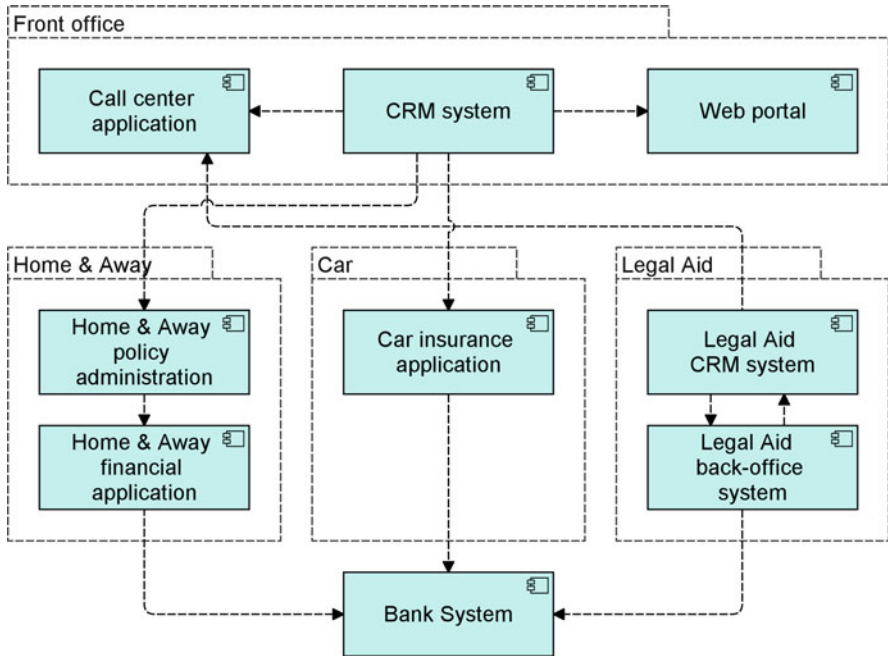 Front office
Call center
application
CRM system
Web portal
Home & Away
Car
Legal Aid
Home & Away
policy
administration
Car insurance
application
Legal Aid
CRM system
Home & Away
financial
application
Legal Aid
back-office
system
Bank System